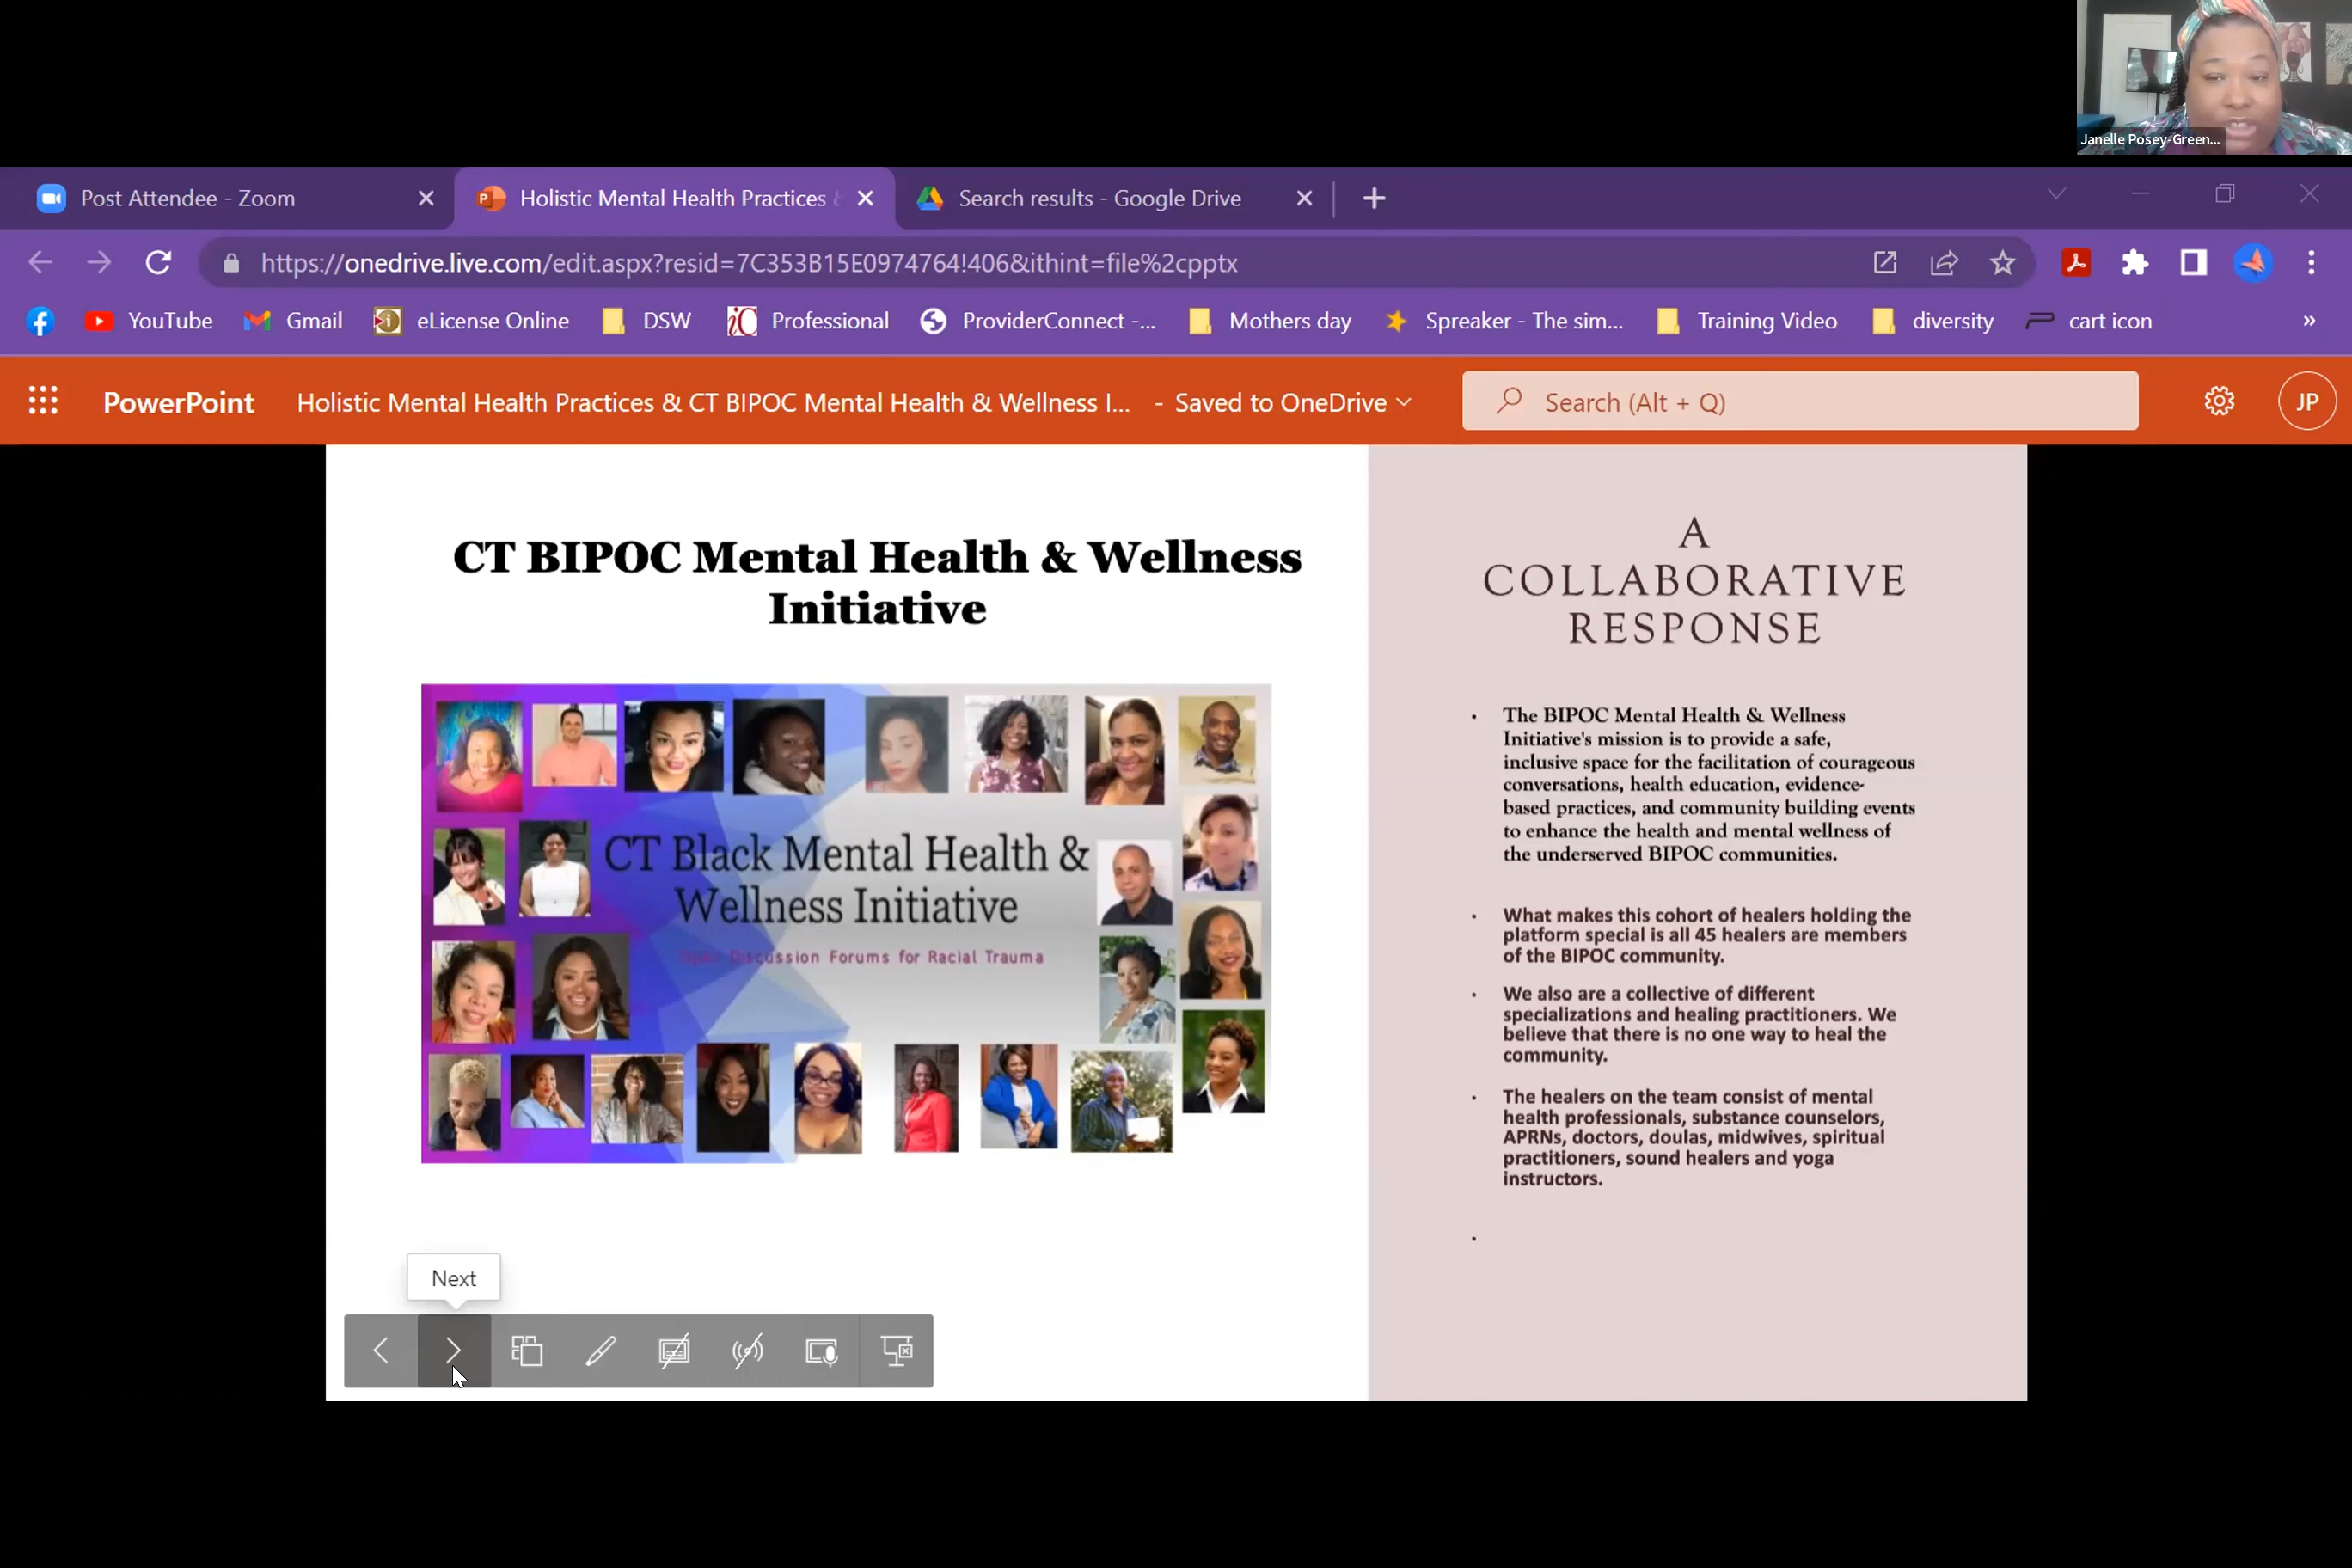 Janelle Posey-Green...
Post Attendee - Zoom
Holistic Mental Health Practices
Search results - Google Drive
https://onedrive.live.com/edit.aspx?resid=7C353B15E0974764!406&ithint=file%2cpptx
YouTube
Gmail
eLicense Online
DSW
iC
Professional
ProviderConnect -...
Mothers day
Spreaker - The sim...
Training Video
diversity
cart icon
»
PowerPoint
Holistic Mental Health Practices & CT BIPOC Mental Health & Wellness I... - Saved to OneDrive
Search (Alt + Q)
JP
CT BIPOC Mental Health & Wellness
Initiative
CT Black Mental Health &
Wellness Initiative
Discussion Forums for Racial Trauma
A
COLLABORATIVE
RESPONSE
• The BIPOC Mental Health & Wellness
Initiative's mission is to provide a safe,
inclusive space for the facilitation of courageous
conversations, health education, evidence-
based practices, and community building events
to enhance the health and mental wellness of
the underserved BIPOC communities.
• What makes this cohort of healers holding the
platform special is all 45 healers are members
of the BIPOC community.
• We also are a collective of different
specializations and healing practitioners. We
believe that there is no one way to heal the
community.
• The healers on the team consist of mental
health professionals, substance counselors,
APRNs, doctors, doulas, midwives, spiritual
practitioners, sound healers and yoga
instructors.
•
Next